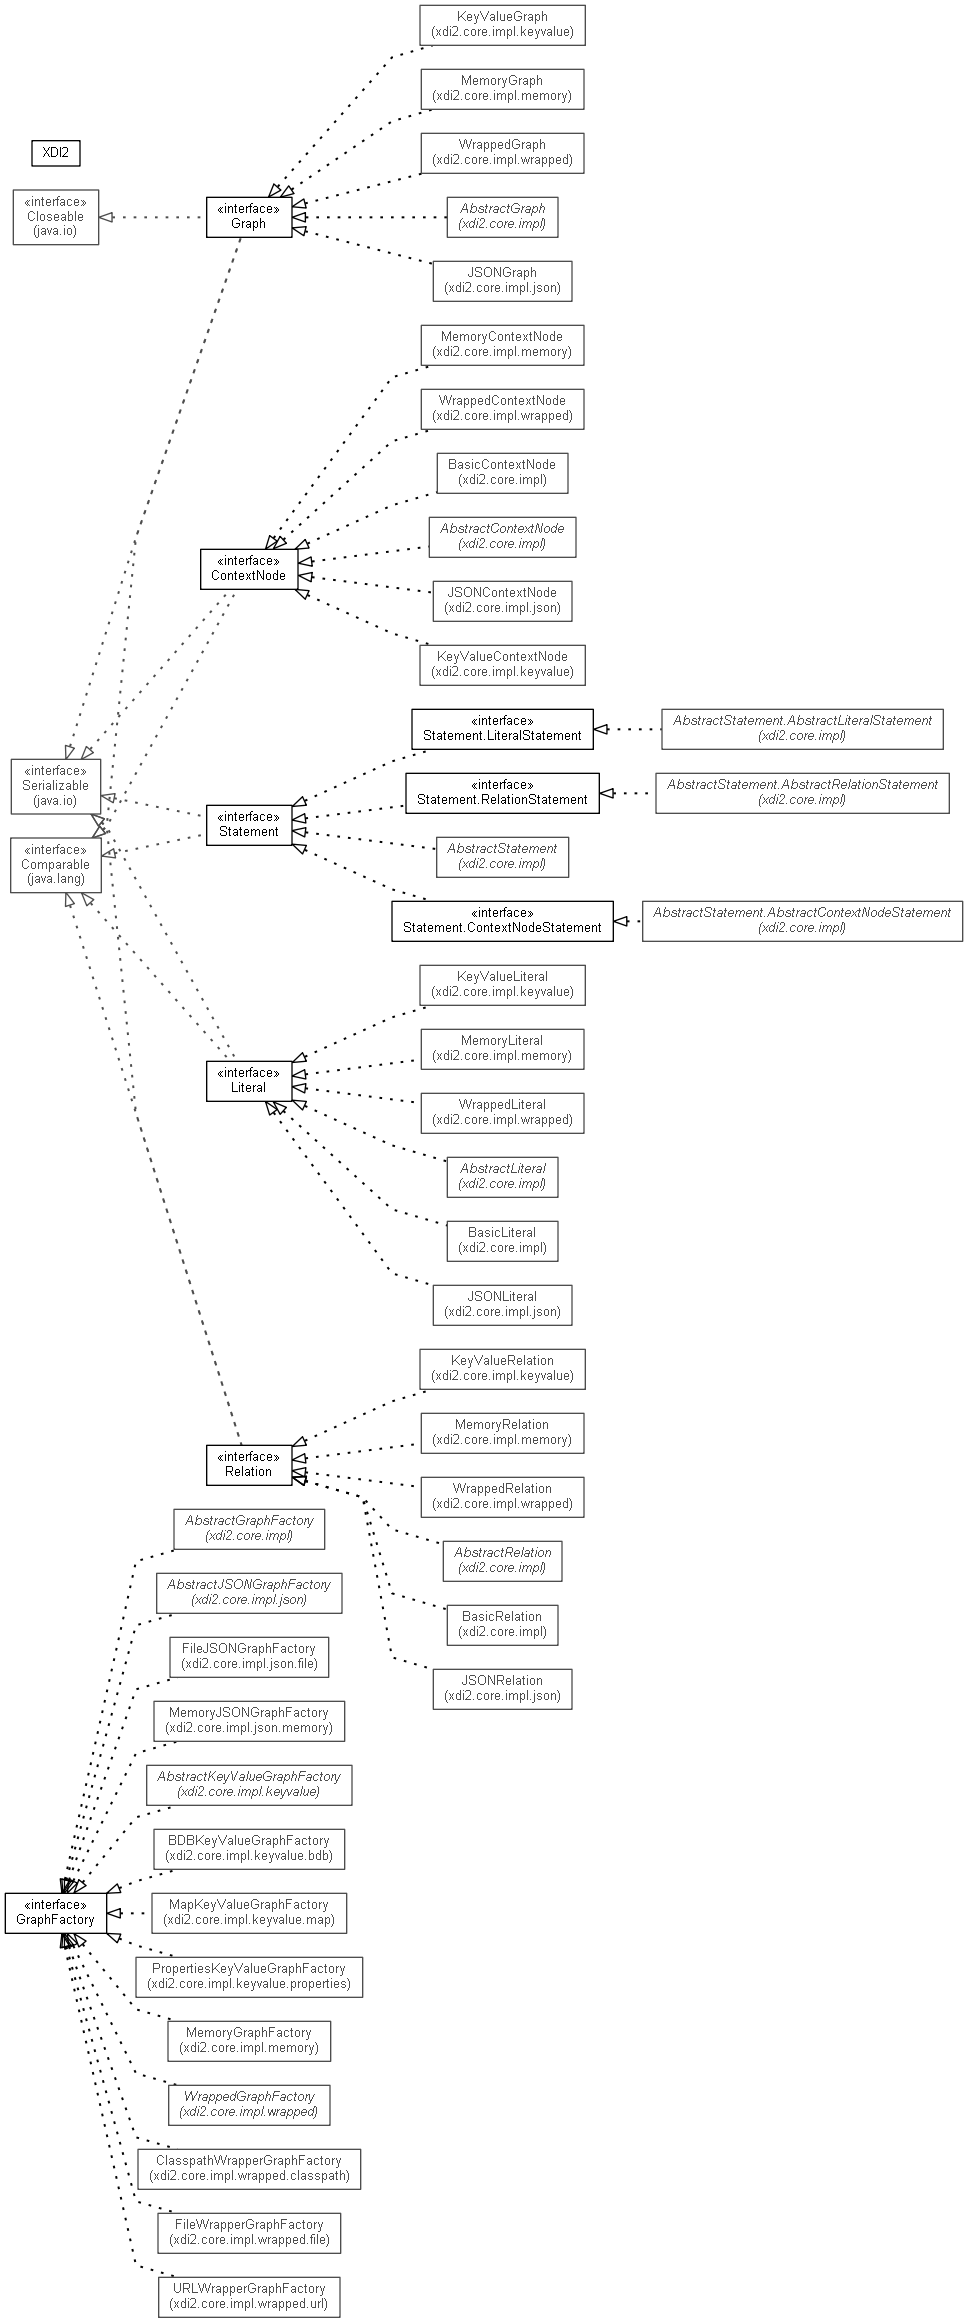 KeyValueGraph
(xdi2.core.impl.keyvalue)
MemoryGraph
(xdi2.core.impl.memory)
WrappedGraph
(xdi2.core.impl.wrapped)
XDI2
«interface»
Closeable
(java.io)
«interface»
Graph
AbstractGraph
(xdi2.core.impl)
JSONGraph
(xdi2.core.impl.json)
MemoryContextNode
(xdi2.core.impl.memory)
WrappedContextNode
(xdi2.core.impl.wrapped)
BasicContextNode
(xdi2.core.impl)
AbstractContextNode
(xdi2.core.impl)
«interface»
ContextNode
JSONContextNode
(xdi2.core.impl.json)
KeyValueContextNode
(xdi2.core.impl.keyvalue)
«interface»
Statement.LiteralStatement
AbstractStatement.AbstractLiteralStatement
(xdi2.core.impl)
«interface»
Serializable
(java.io)
«interface»
Statement.RelationStatement
AbstractStatement.AbstractRelationStatement
(xdi2.core.impl)
«interface»
Statement
«interface»
Comparable
(java.lang)
AbstractStatement
(xdi2.core.impl)
«interface»
Statement.ContextNodeStatement
AbstractStatement.AbstractContextNodeStatement
(xdi2.core.impl)
KeyValueLiteral
(xdi2.core.impl.keyvalue)
MemoryLiteral
(xdi2.core.impl.memory)
«interface»
Literal
WrappedLiteral
(xdi2.core.impl.wrapped)
AbstractLiteral
(xdi2.core.impl)
BasicLiteral
(xdi2.core.impl)
JSONLiteral
(xdi2.core.impl.json)
KeyValueRelation
(xdi2.core.impl.keyvalue)
MemoryRelation
(xdi2.core.impl.memory)
«interface»
Relation
WrappedRelation
(xdi2.core.impl.wrapped)
AbstractRelation
(xdi2.core.impl)
BasicRelation
(xdi2.core.impl)
JSONRelation
(xdi2.core.impl.json)
AbstractGraphFactory
(xdi2.core.impl)
AbstractJSONGraphFactory
(xdi2.core.impl.json)
FileJSONGraphFactory
(xdi2.core.impl.json.file)
MemoryJSONGraphFactory
(xdi2.core.impl.json.memory)
AbstractKeyValueGraphFactory
(xdi2.core.impl.keyvalue)
BDBKeyValueGraphFactory
(xdi2.core.impl.keyvalue.bdb)
«interface»
GraphFactory
MapKeyValueGraphFactory
(xdi2.core.impl.keyvalue.map)
PropertiesKeyValueGraphFactory
(xdi2.core.impl.keyvalue.properties)
MemoryGraphFactory
(xdi2.core.impl.memory)
WrappedGraphFactory
(xdi2.core.impl.wrapped)
ClasspathWrapperGraphFactory
(xdi2.core.impl.wrapped.classpath)
FileWrapperGraphFactory
(xdi2.core.impl.wrapped.file)
URLWrapperGraphFactory
(xdi2.core.impl.wrapped.url)